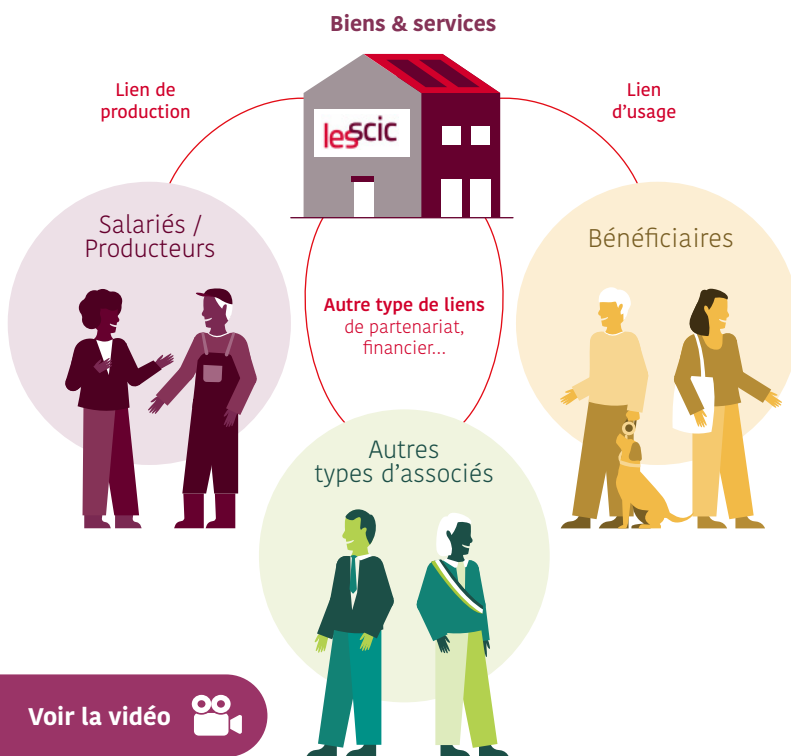 Biens & services
Lien de
production
Lien
d’usage
lesscic
Salariés /
Producteurs
Bénéficiaires
Autre type de liens
de partenariat,
financier...
Autres
types d’associés
Voir la vidéo